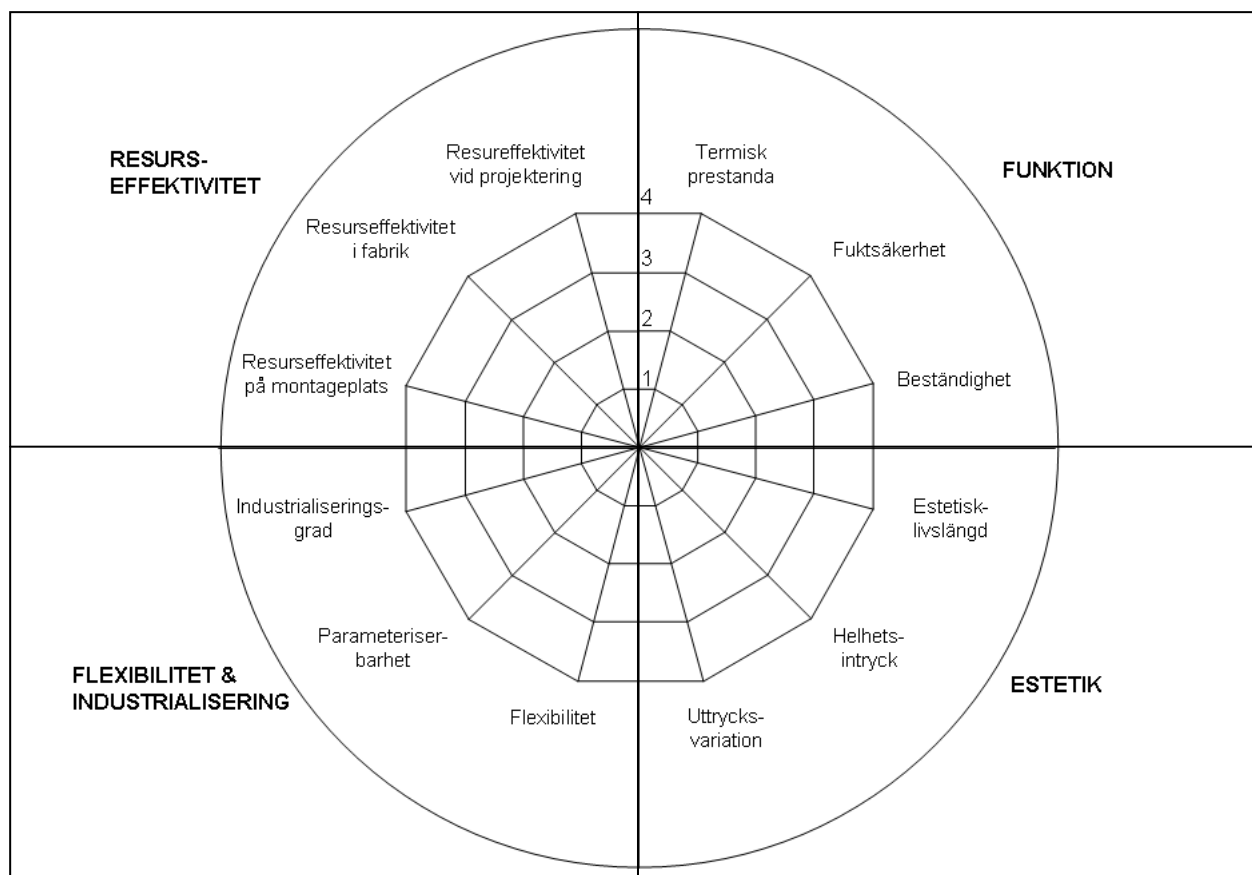 RESURS-
EFFEKTIVITET
Resureffektivitet
vid projektering
Termisk
prestanda
FUNKTION
Resurseffektivitet
i fabrik
4
Fuktsäkerhet
3
2
Resurseffektivitet
på montageplats
1
Beständighet
Industrialiserings-
grad
Estetisk-
livslängd
Parameteriser-
barhet
Helhets-
intryck
FLEXIBILITET &
INDUSTRIALISERING
ESTETIK
Flexibilitet
Uttrycks-
variation